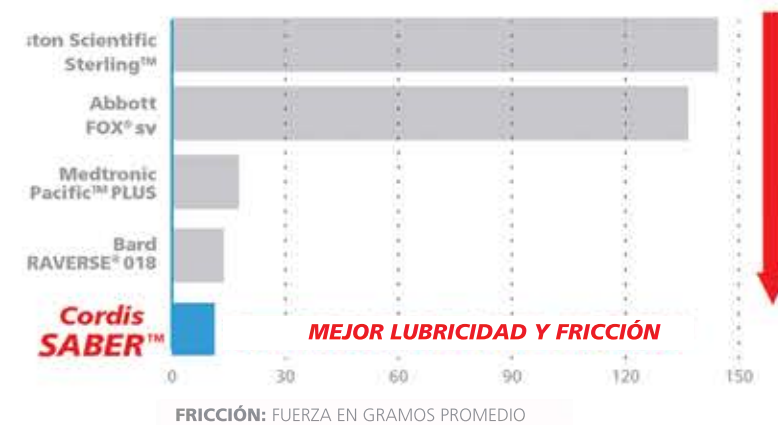 ston Scientific
Sterling™
Abbott
FOX® sv
Medtronic
Pacific™ PLUS
Bard
RAVERSE® 018
Cordis
SABER™
MEJOR LUBRICIDAD Y FRICCIÓN
0 30 60 90 120 150
FRICCIÓN: FUERZA EN GRAMOS PROMEDIO